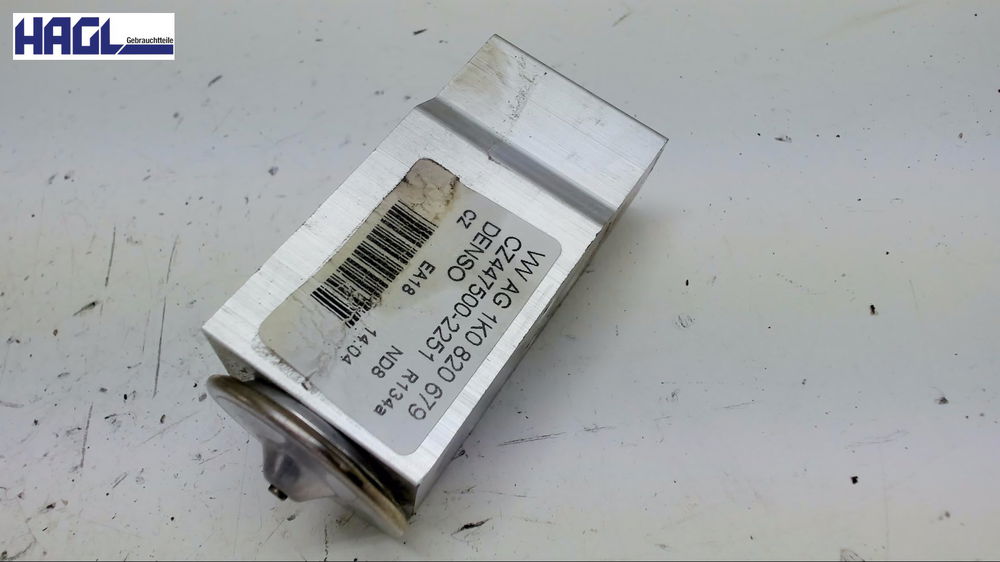 HAGL
Gebrauchtteile
VW AG 1K0 820 679
CZ447500-2251 R134a
DENSO ND8
CZ EA18 14:04